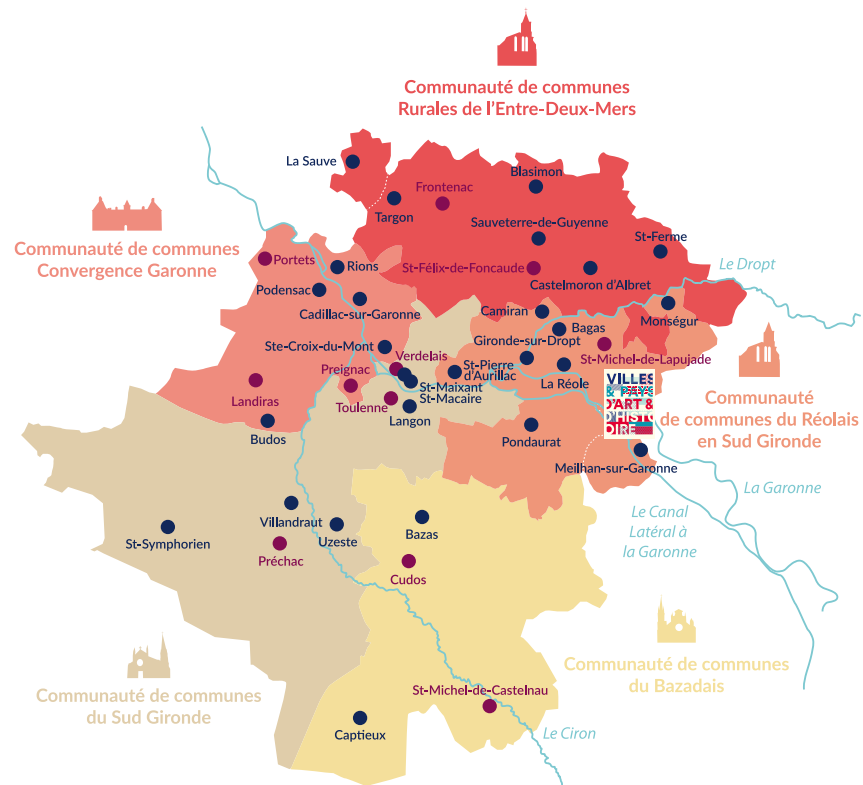 Communauté de communes
Rurales de l'Entre-Deux-Mers
La Sauve
Blasimon
Frontenac
Targon
Sauveterre-de-Guyenne
St-Ferme
Communauté de communes
Convergence Garonne
Portets
Rions
St-Félix-de-Foncaude
Castelmoron d'Albret
Le Dropt
Podensac
Cadillac-sur-Garonne
Camiran
Bagas
Monségur
Ste-Croix-du-Mont
Gironde-sur-Dropt
Verdelais
St-Pierre
d'Aurillac
St-Michel-de-Lapujade
Preignac
St-Maixant
La Réole
Landiras
Toulenne
St-Macaire
Langon
VILLES
& PAYS
D'ART &
D'HISTO
IRE
Communauté
de communes du Réolais
en Sud Gironde
Budos
Pondaurat
Meilhan-sur-Garonne
La Garonne
Le Canal
Latéral à
la Garonne
Villandraut
Bazas
St-Symphorien
Uzeste
Préchac
Cudos
Communauté de communes
du Bazadais
Communauté de communes
du Sud Gironde
St-Michel-de-Castelnau
Captieux
Le Ciron